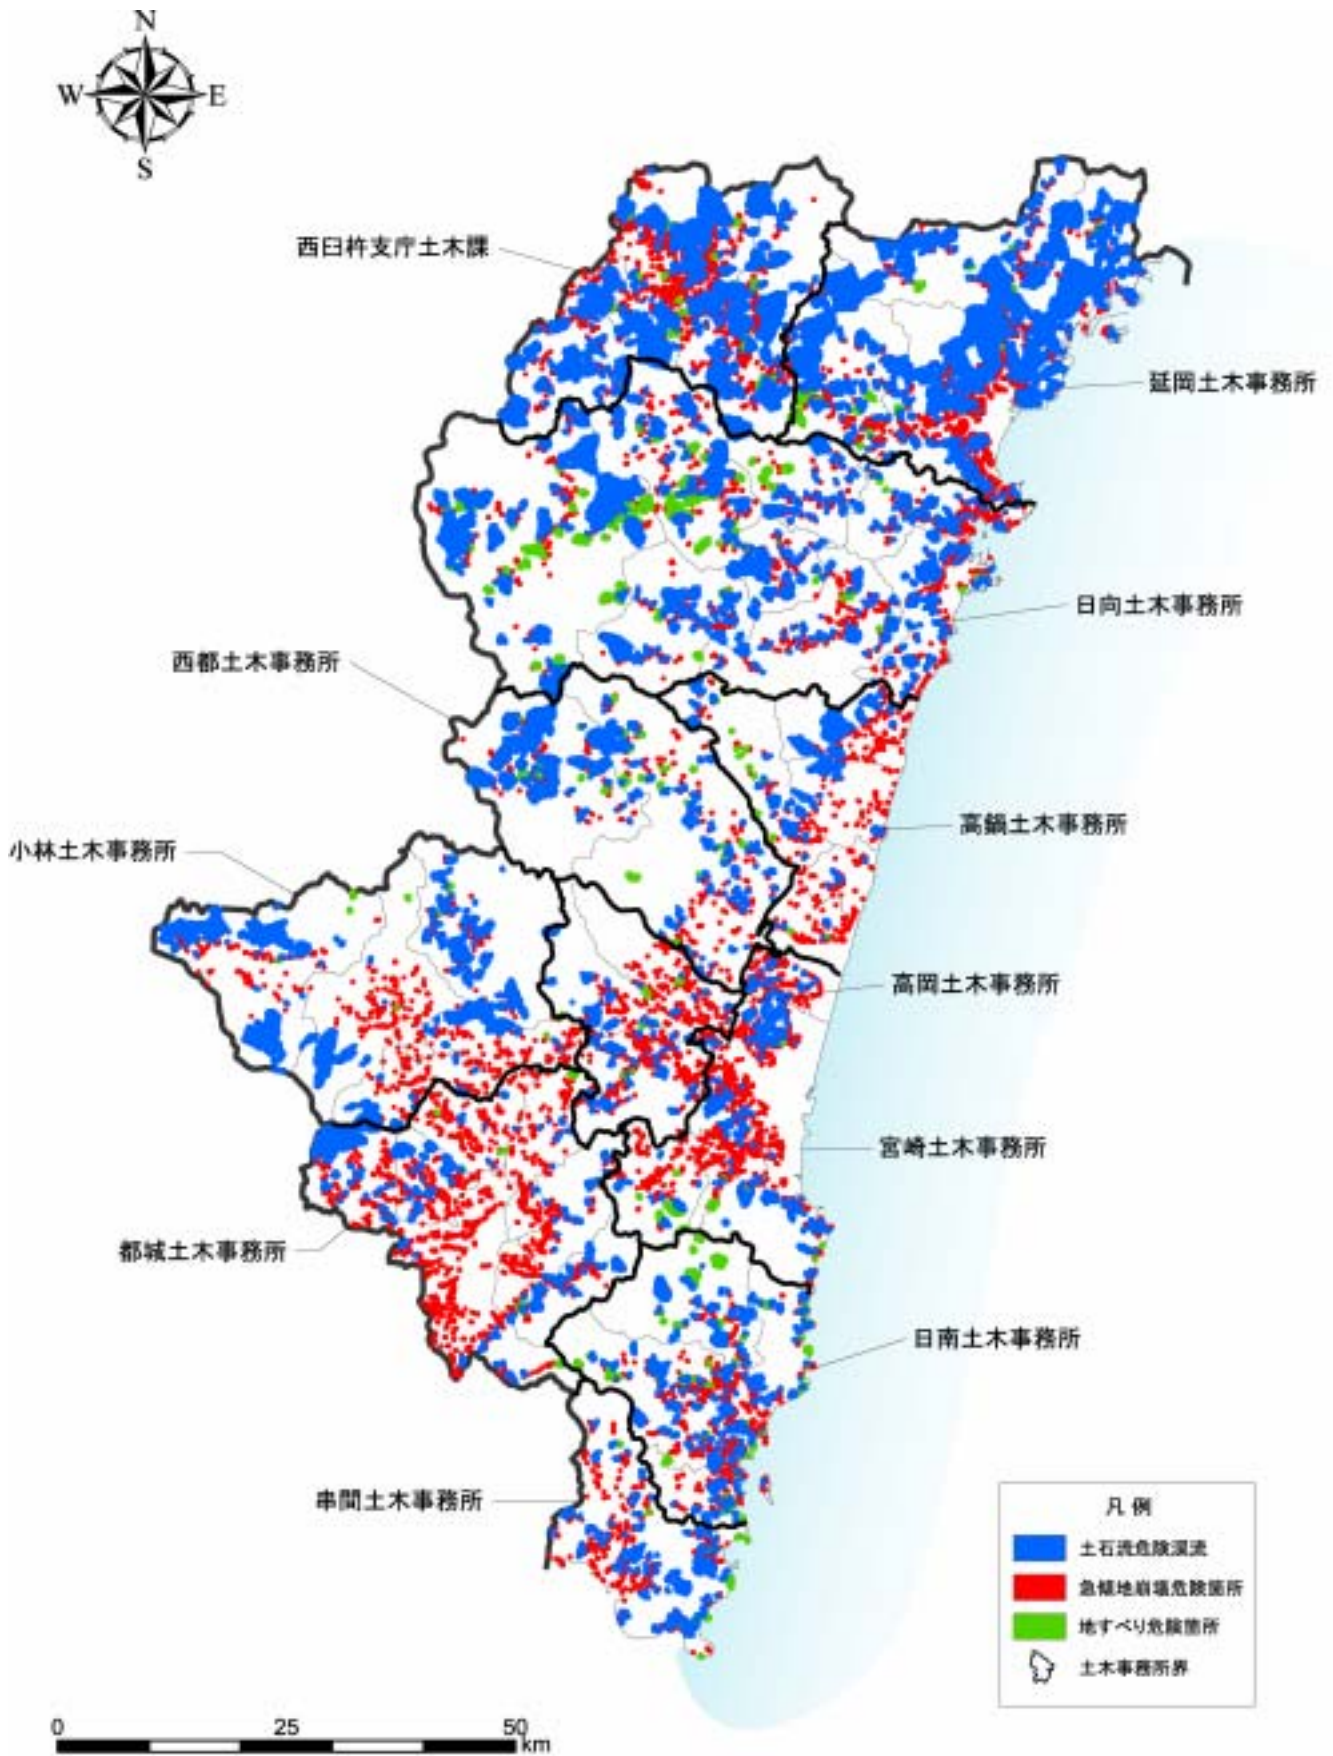 N
W E
S
西臼杵支庁土木課
延岡土木事務所
日向土木事務所
西都土木事務所
高鍋土木事務所
小林土木事務所
高岡土木事務所
宮崎土木事務所
都城土木事務所
日南土木事務所
串間土木事務所
凡例
土石流危険渓流
急傾地崩壊危険箇所
地すべり危険箇所
土木事務所界
0 25 50
km